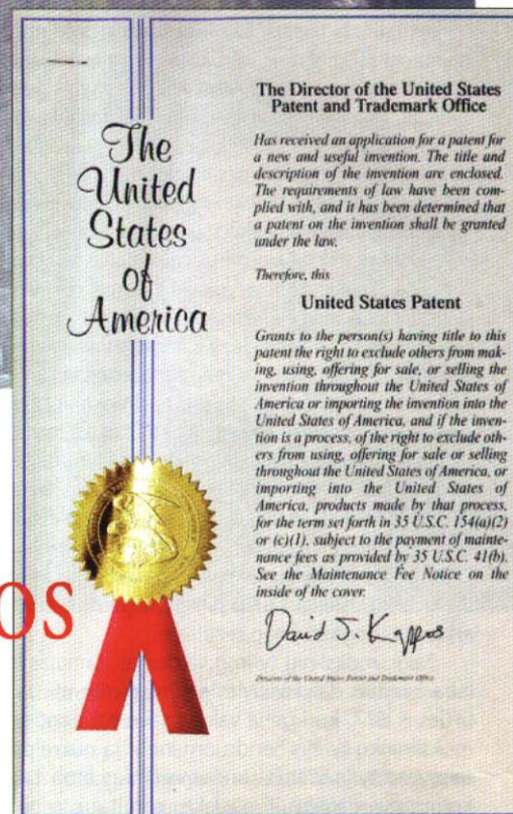 The
United
States
of
America
The Director of the United States
Patent and Trademark Office
Has received an application for a patent for
a new and useful invention. The title and
description of the invention are enclosed.
The requirements of law have been com-
plied with, and it has been determined that
a patent on the invention shall be granted
under the law.
Therefore, this
United States Patent
Grants to the person(s) having title to this
patent the right to exclude others from mak-
ing, using, offering for sale, or selling the
invention throughout the United States of
America or importing the invention into the
United States of America, and if the inven-
tion is a process, of the right to exclude oth-
ers from using, offering for sale or selling
throughout the United States of America, or
importing into the United States of
America, products made by that process,
for the term set forth in 35 U.S.C. 154(a)(2)
or (c)(1), subject to the payment of mainte-
nance fees as provided by 35 U.S.C. 41(b).
See the Maintenance Fee Notice on the
inside of the cover.
David J. Kappos
Director of the United States Patent and Trademark Office
os